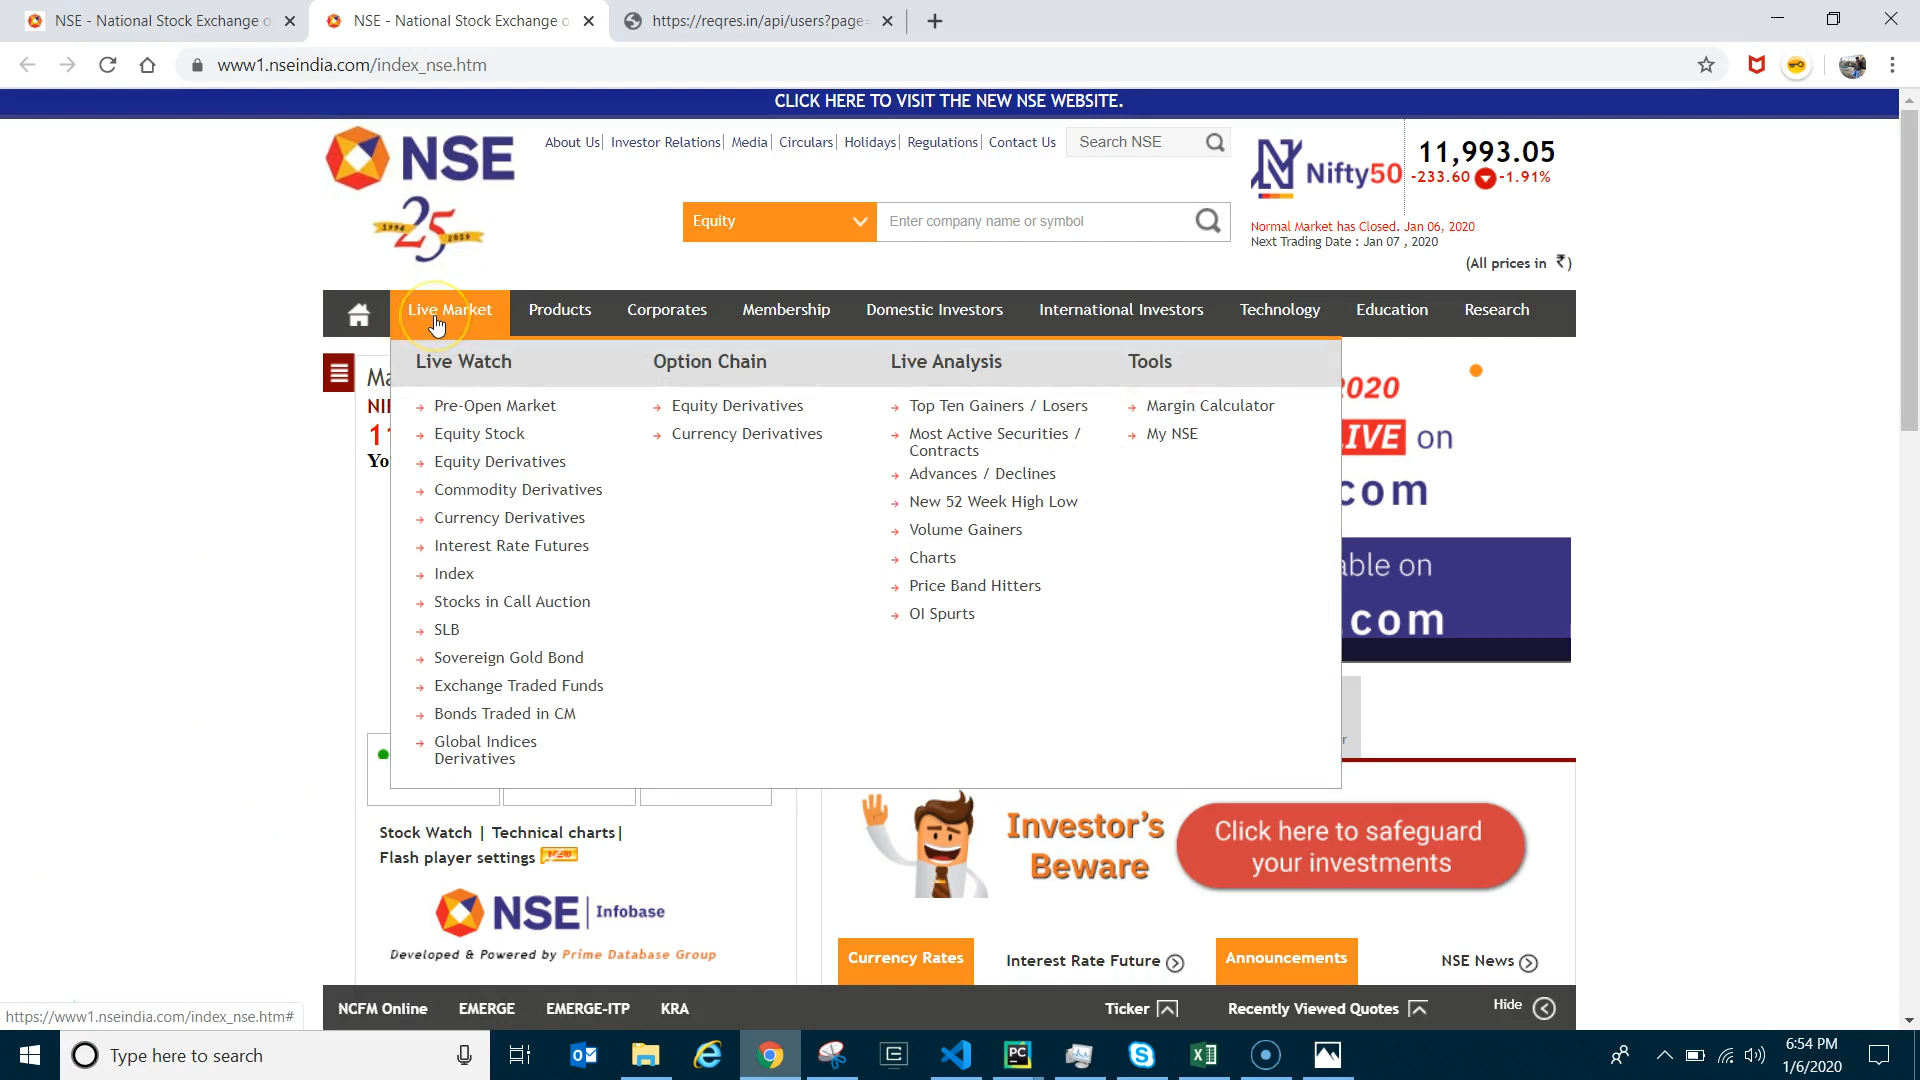 NSE - National Stock Exchange o
NSE - National Stock Exchange o
https://reqres.in/api/users?page=
www1.nseindia.com/index_nse.htm
CLICK HERE TO VISIT THE NEW NSE WEBSITE.
NSE
1994 25 2019
About Us| Investor Relations| Media| Circulars| Holidays| Regulations| Contact Us
Search NSE
Equity
Enter company name or symbol
Nifty50
11,993.05
-233.60 -1.91%
Normal Market has Closed. Jan 06, 2020
Next Trading Date : Jan 07 , 2020
(All prices in ₹)
Live Market Products Corporates Membership Domestic Investors International Investors Technology Education Research
Live Watch
Pre-Open Market
Equity Stock
Equity Derivatives
Commodity Derivatives
Currency Derivatives
Interest Rate Futures
Index
Stocks in Call Auction
SLB
Sovereign Gold Bond
Exchange Traded Funds
Bonds Traded in CM
Global Indices
Derivatives
Option Chain
Equity Derivatives
Currency Derivatives
Live Analysis
Top Ten Gainers / Losers
Most Active Securities /
Contracts
Advances / Declines
New 52 Week High Low
Volume Gainers
Charts
Price Band Hitters
OI Spurts
Tools
Margin Calculator
My NSE
Ma
NI
1
Yo
2020
LIVE on
com
able on
.com
r
Stock Watch | Technical charts|
Flash player settings NEW
NSE | Infobase
Developed & Powered by Prime Database Group
Investor's
Beware
Click here to safeguard
your investments
Currency Rates
Interest Rate Future
Announcements
NSE News
NCFM Online EMERGE EMERGE-ITP KRA
Ticker
Recently Viewed Quotes
Hide
https://www1.nseindia.com/index_nse.htm#
Type here to search
PC
6:54 PM
1/6/2020